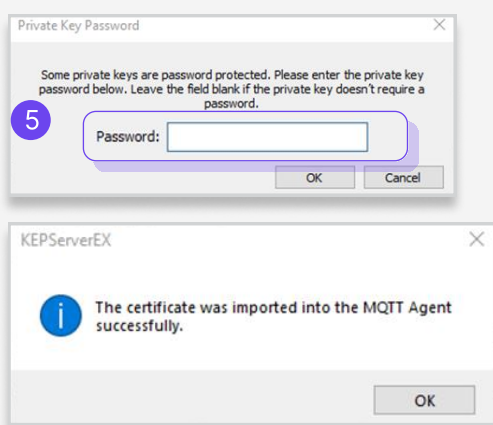 Private Key Password
Some private keys are password protected. Please enter the private key
password below. Leave the field blank if the private key doesn't require a
password.
5
Password:
OK Cancel
KEPServerEX
The certificate was imported into the MQTT Agent
successfully.
OK